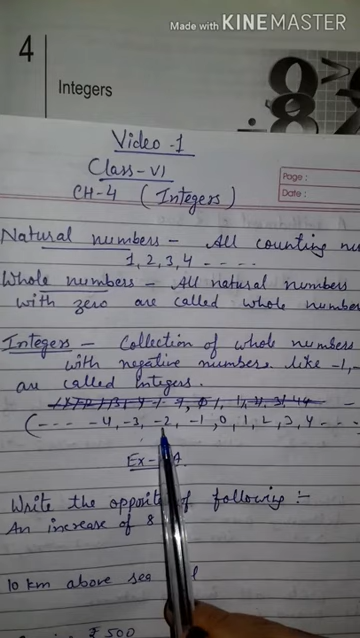 Made with KINEMASTER
4
Integers
Video-1
Class-VI
CH-4 (Integers)
Page:
Date:
Natural numbers - All counting nu
1, 2, 3, 4 - - - -
Whole numbers - All natural numbers
with zero are called whole number
Integers - Collection of whole numbers
with negative numbers. like -1, -
are called Integers.
(- - - - -4, -3, -2, -1, 0, 1, 2, 3, 4 - - - -
Ex- A
Write the opposite of following :-
An increase of 8
10 km above sea l
₹ 500